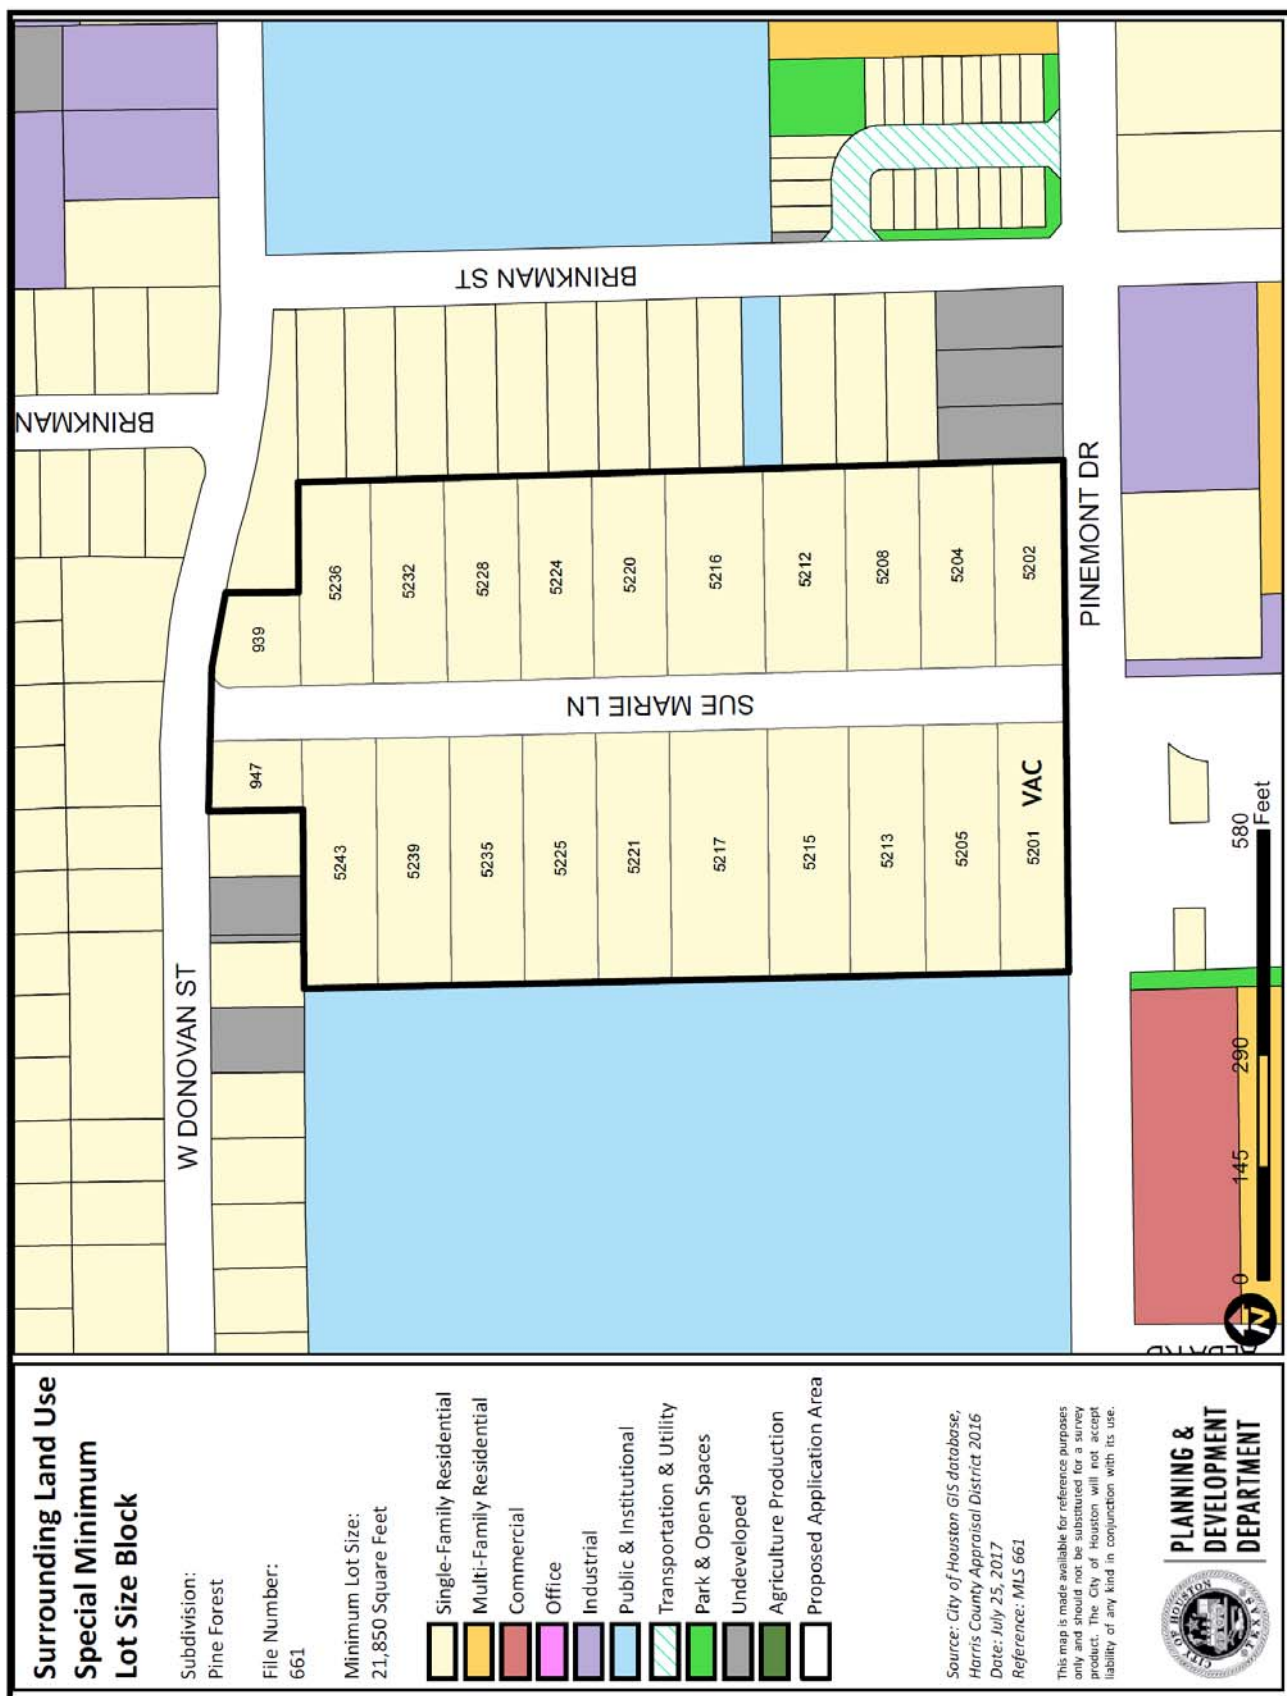 Surrounding Land Use
Special Minimum
Lot Size Block
Subdivision:
Pine Forest
File Number:
661
Minimum Lot Size:
21,850 Square Feet
Single-Family Residential
Multi-Family Residential
Commercial
Office
Industrial
Public & Institutional
Transportation & Utility
Park & Open Spaces
Undeveloped
Agriculture Production
Proposed Application Area
Source: City of Houston GIS database,
Harris County Appraisal District 2016
Date: July 25, 2017
Reference: MLS 661
This map is made available for reference purposes
only and should not be substituted for a survey
product. The City of Houston will not accept
liability of any kind in conjunction with its use.
CITY OF HOUSTON
TEXAS
PLANNING &
DEVELOPMENT
DEPARTMENT
BRINKMAN
W DONOVAN ST
BRINKMAN ST
SUE MARIE LN
PINEMONT DR
947
939
5243
5239
5235
5225
5221
5217
5215
5213
5205
5201
VAC
5236
5232
5228
5224
5220
5216
5212
5208
5204
5202
N
0
145
290
580
Feet